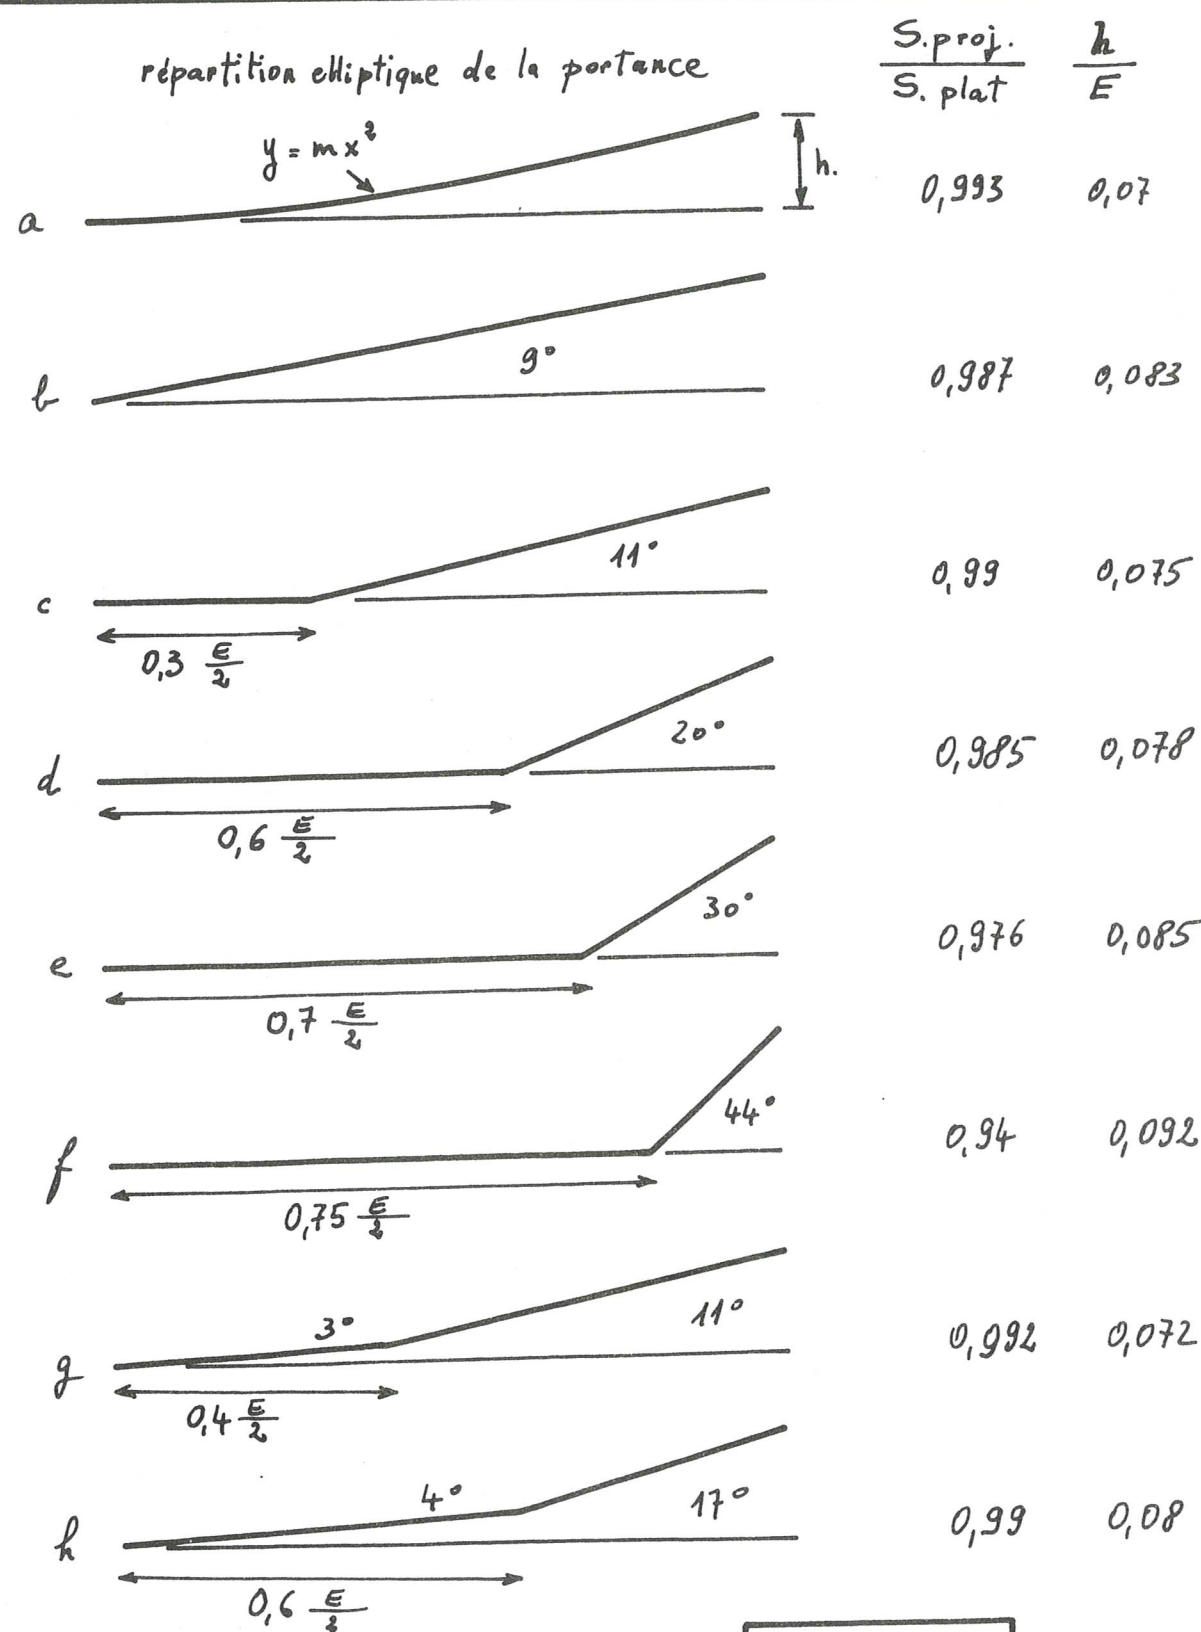 répartition elliptique de la portance
S.proj. / S. plat
h / E
y = mx²
h.
a
0,993
0,07
b
9°
0,987
0,083
c
11°
0,99
0,075
0,3 E/2
d
20°
0,985
0,078
0,6 E/2
e
30°
0,976
0,085
0,7 E/2
f
44°
0,94
0,092
0,75 E/2
g
3°
11°
0,992
0,072
0,4 E/2
h
4°
17°
0,99
0,08
0,6 E/2